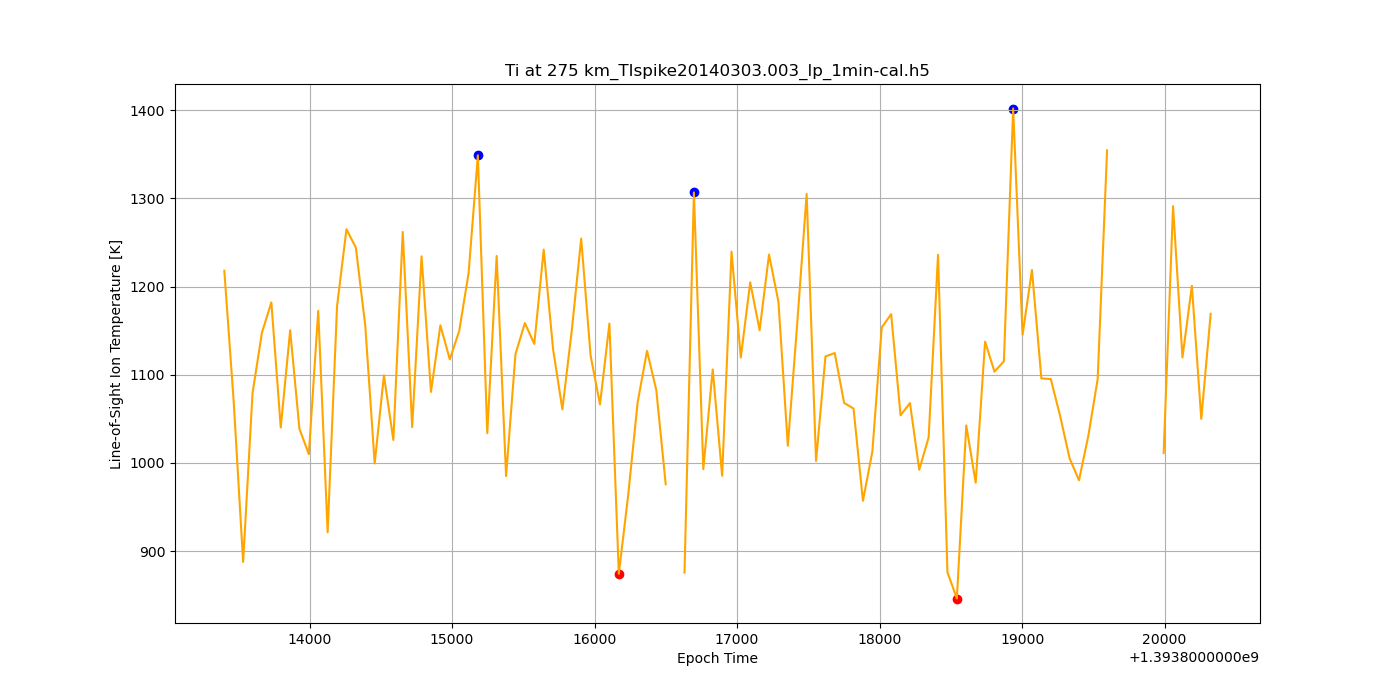 Ti at 275 km_TIspike20140303.003_lp_1min-cal.h5
1400
1300
1200
1100
1000
900
Line-of-Sight Ion Temperature [K]
14000 15000 16000 17000 18000 19000 20000
Epoch Time
+1.3938000000e9